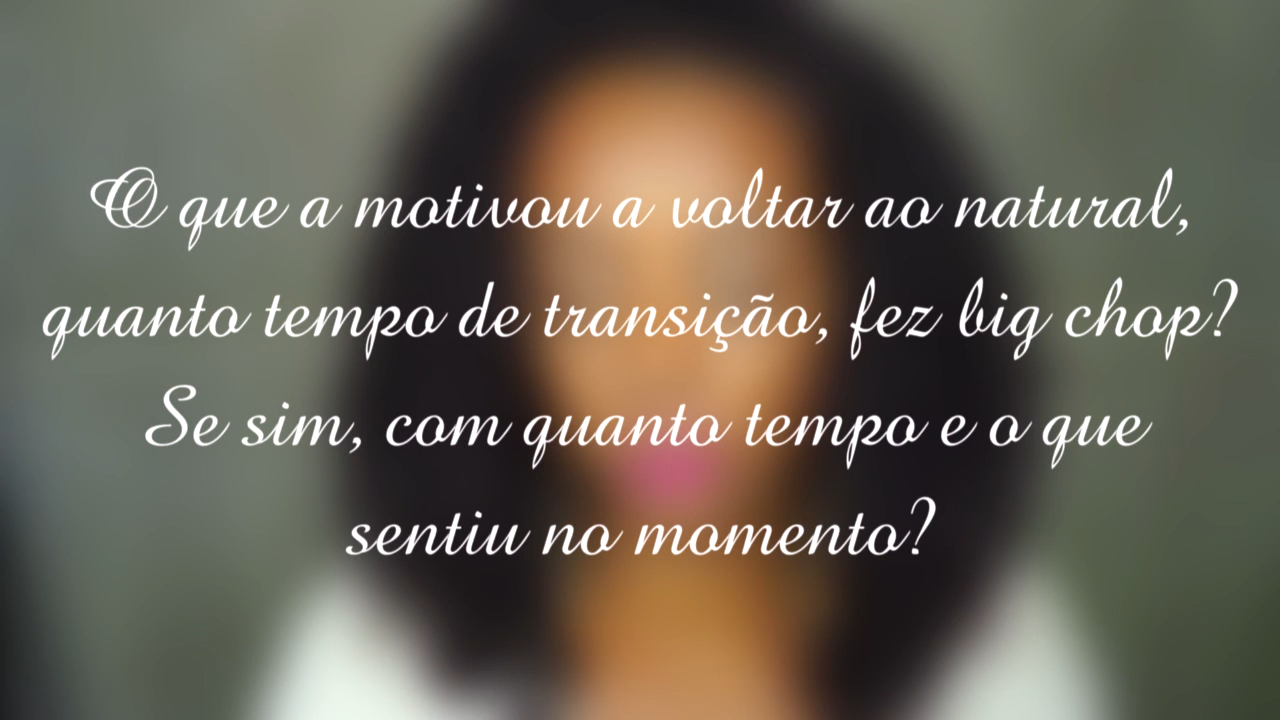 O que a motivou a voltar ao natural,
quanto tempo de transição, fez big chop?
Se sim, com quanto tempo e o que
sentiu no momento?